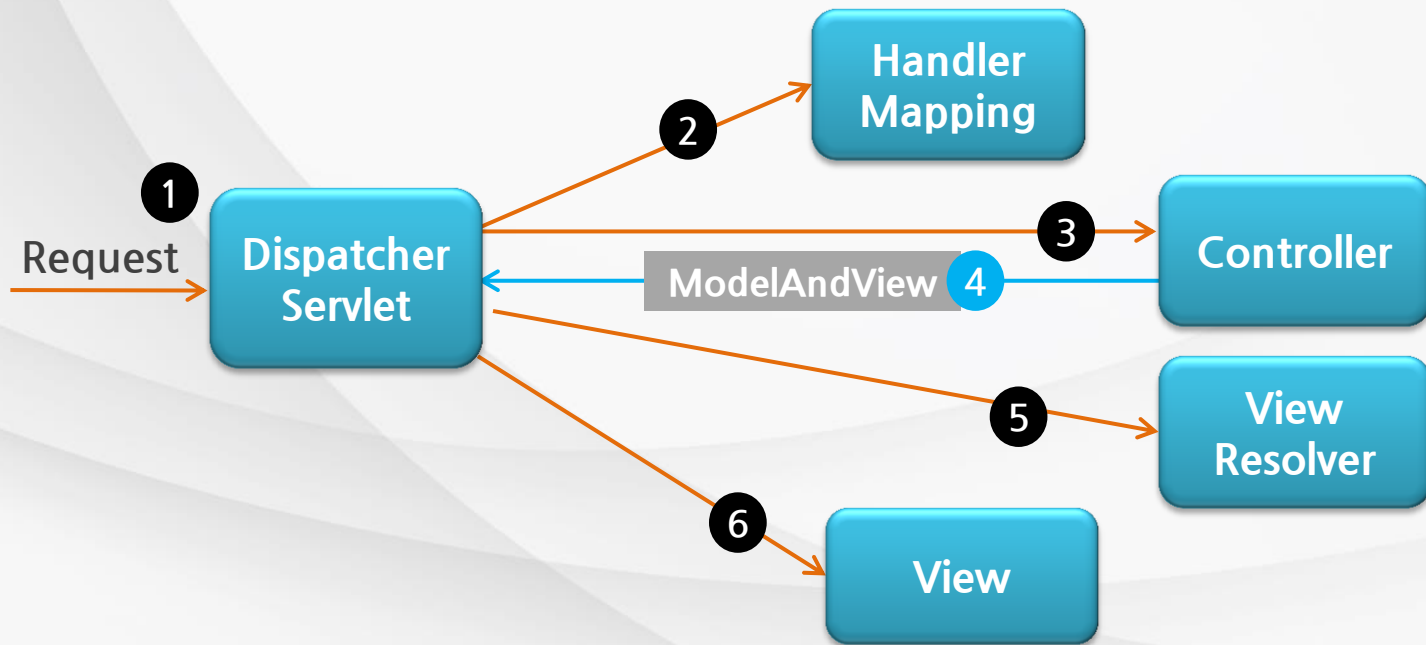 Handler
Mapping
2
1
Request
Dispatcher
Servlet
3
Controller
ModelAndView
4
5
View
Resolver
6
View